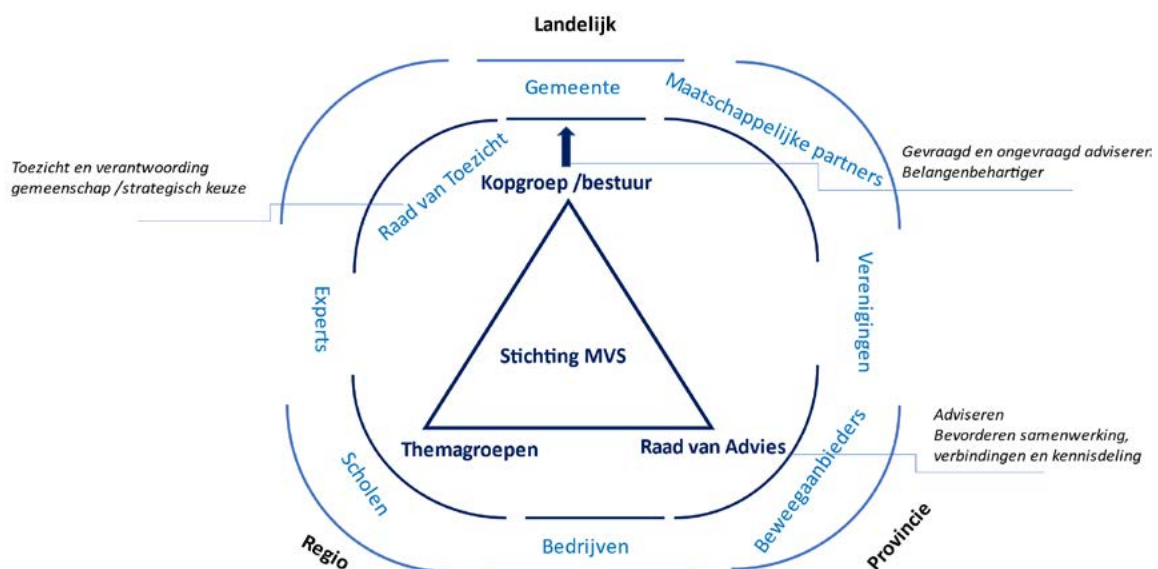 Landelijk
Gemeente
Maatschappelijke partners
Toezicht en verantwoording
gemeenschap /strategisch keuze
Raad van Toezicht
Kopgroep /bestuur
Gevraagd en ongevraagd adviseren
Belangenbehartiger
Experts
Verenigingen
Stichting MVS
Themagroepen
Raad van Advies
Adviseren
Bevorderen samenwerking,
verbindingen en kennisdeling
Scholen
Beweegaanbieders
Bedrijven
Regio
Provincie